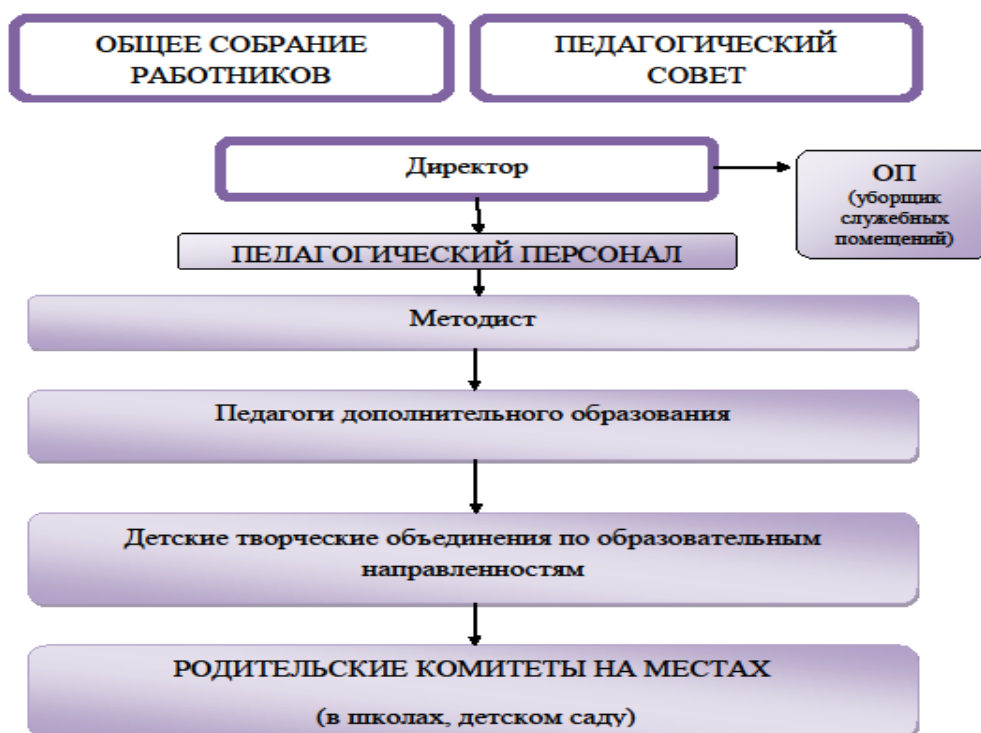 ОБЩЕЕ СОБРАНИЕ
РАБОТНИКОВ
ПЕДАГОГИЧЕСКИЙ
СОВЕТ
Директор
ОП
(уборщик
служебных
помещений)
ПЕДАГОГИЧЕСКИЙ ПЕРСОНАЛ
Методист
Педагоги дополнительного образования
Детские творческие объединения по образовательным
направленностям
РОДИТЕЛЬСКИЕ КОМИТЕТЫ НА МЕСТАХ
(в школах, детском саду)